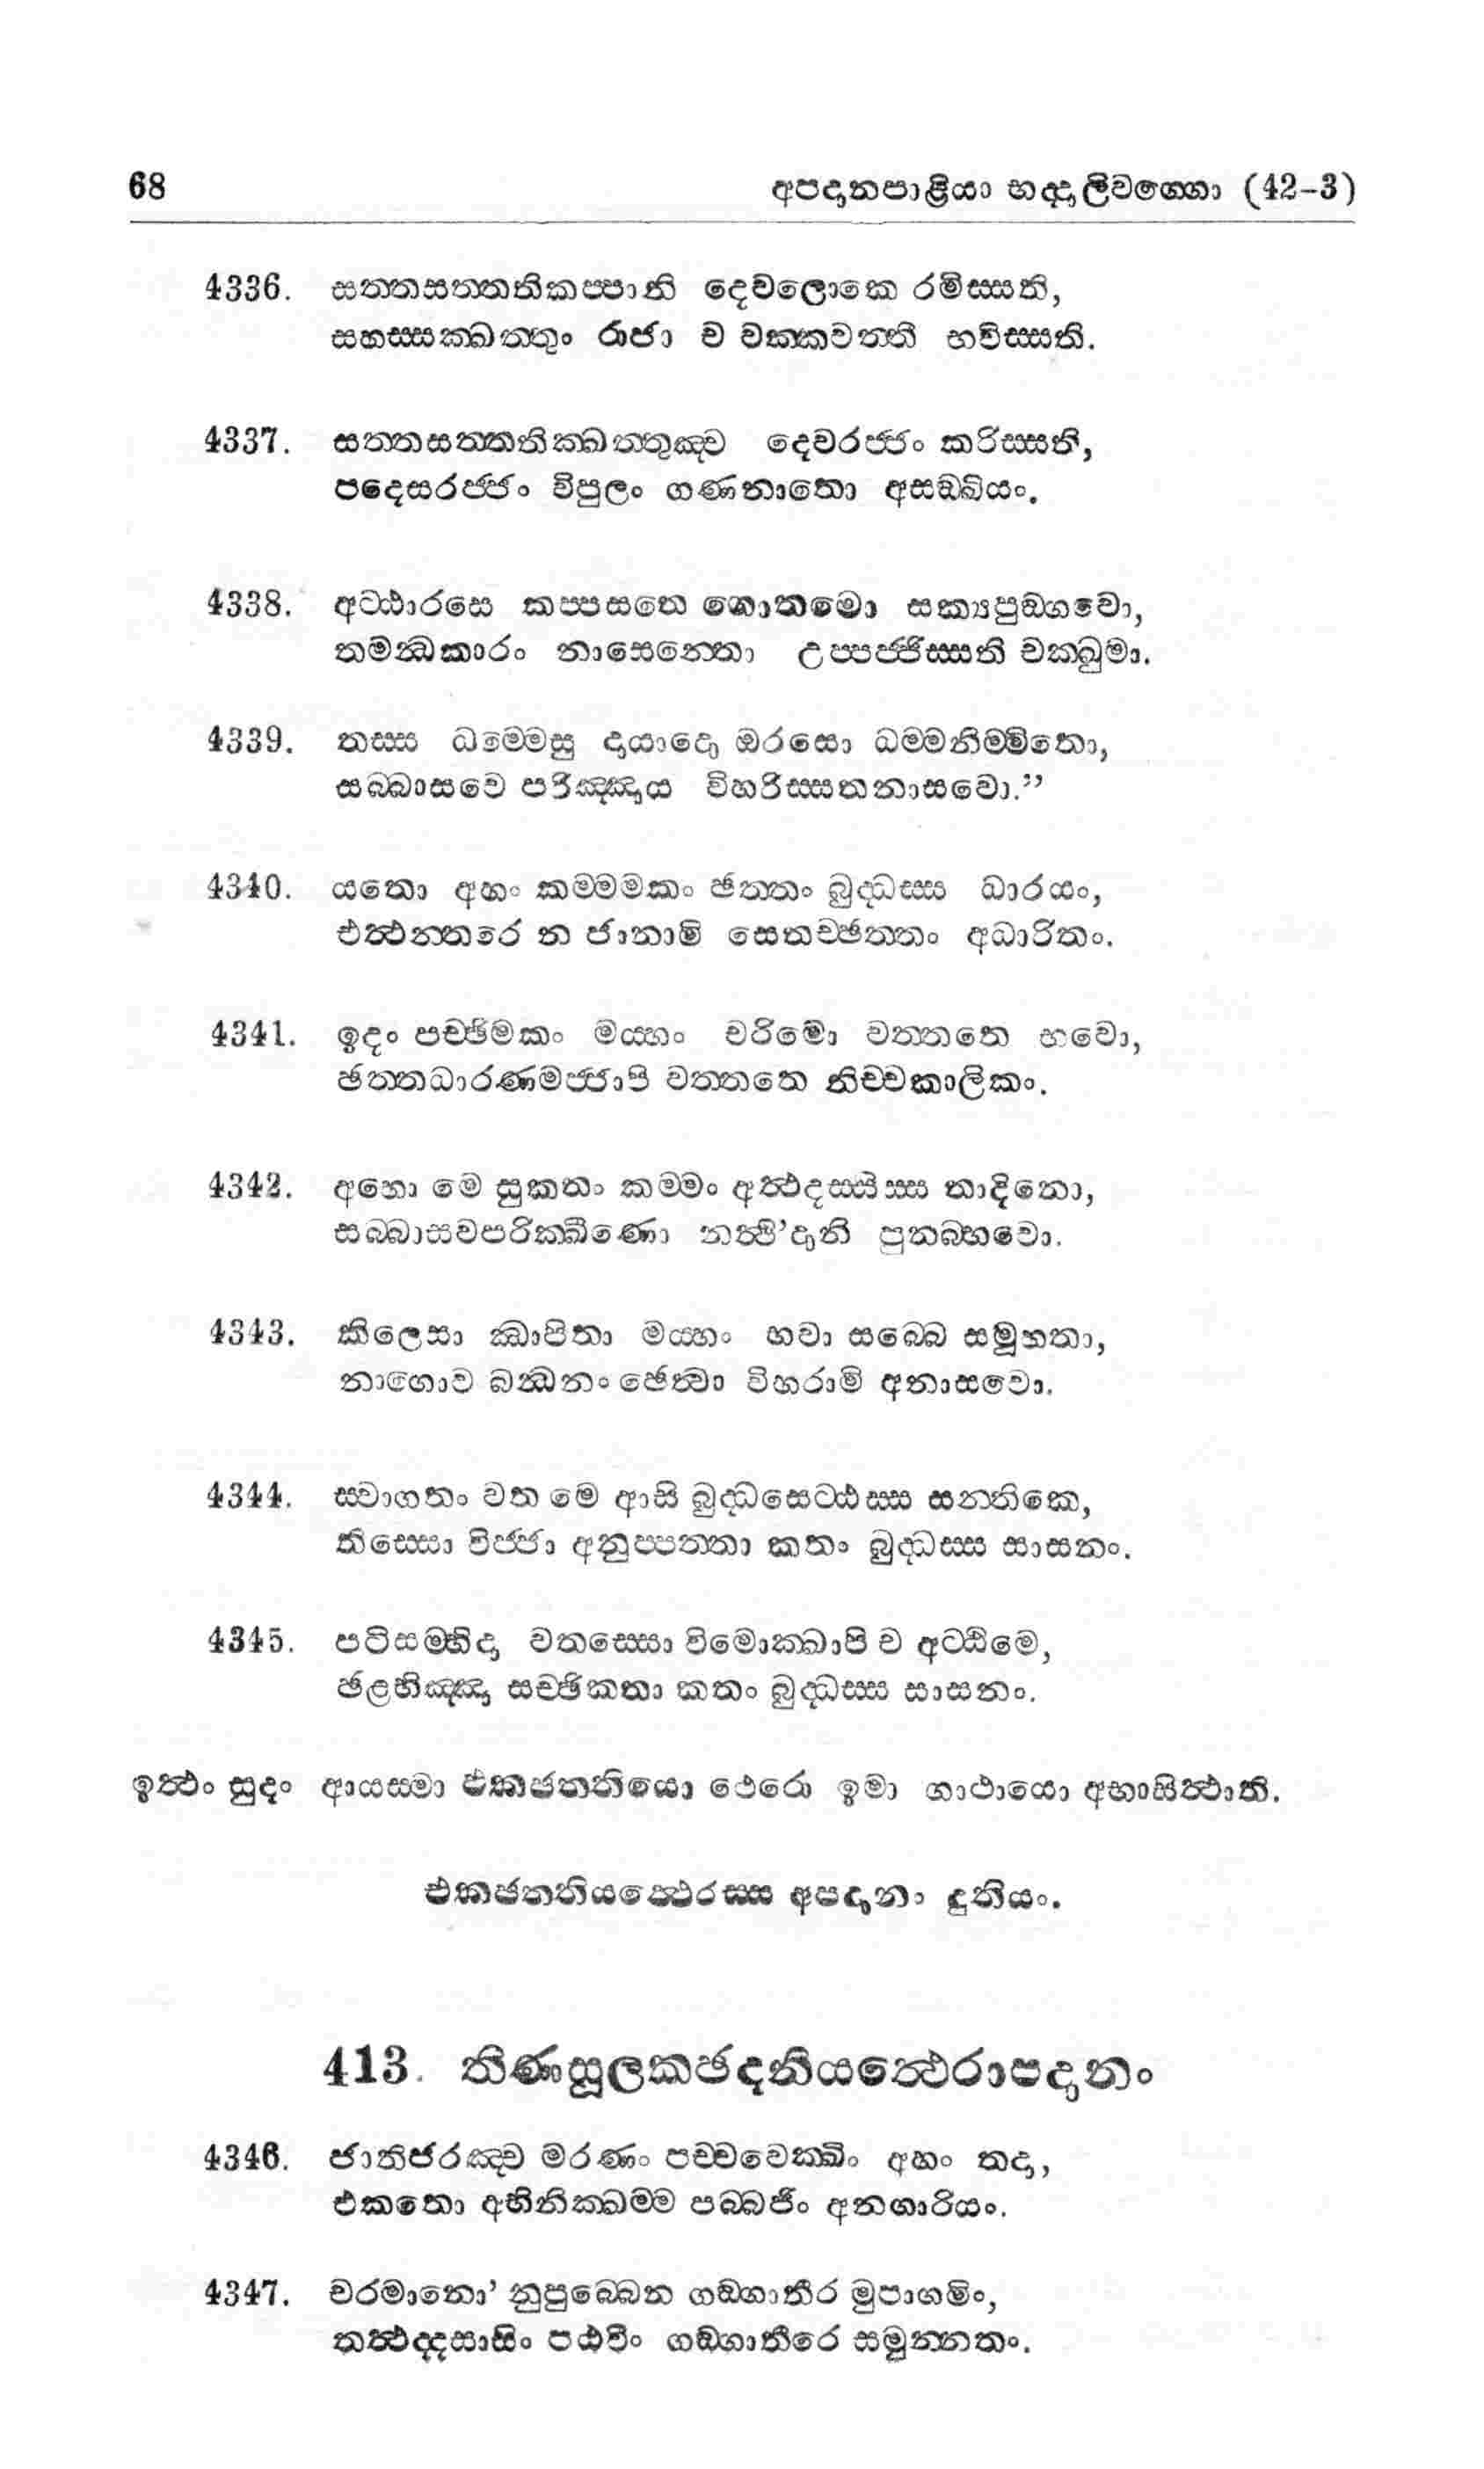 68 අපදානපාළියා භද්දාලිවග්ගො (42-3)
4336. සත්තසත්තතිකප්පානි දෙවලොකෙ රමිස්සති,
සහස්සක්ඛත්තුං රාජා ච චක්කවත්තී භවිස්සති.
4337. සත්තසත්තතික්ඛත්තුඤ්ච දෙවරජ්ජං කරිස්සති,
පදෙසරජ්ජං විපුලං ගණනාතො අසඞ්ඛියං.
4338. අට්ඨාරසෙ කප්පසතෙ ගොතමො සක්‍යපුඞ්ගවො,
තමන්ධකාරං නාසෙන්තො උප්පජ්ජිස්සති චක්ඛුමා.
4339. තස්ස ධම්මෙසු දායාදො ඔරසො ධම්මනිම්මිතො,
සබ්බාසවෙ පරිඤ්ඤාය විහරිස්සතනාසවො.”
4340. යතො අහං කම්මමකං ඡත්තං බුද්ධස්ස ධාරයං,
එත්ථන්තරෙ න ජානාමි සෙතච්ඡත්තං අධාරිතං.
4341. ඉදං පච්ඡිමකං මය්හං චරිමො වත්තතෙ භවො,
ඡත්තධාරණමජ්ජාපි වත්තතෙ නිච්චකාලිකං.
4342. අහො මෙ සුකතං කම්මං අත්ථදස්සිස්ස තාදිනො,
සබ්බාසවපරික්ඛීණො නත්ථි’දානි පුනබ්භවො.
4343. කිලෙසා ඣාපිතා මය්හං භවා සබ්බෙ සමූහතා,
නාගොව බන්ධනං ඡෙත්වා විහරාමි අනාසවො.
4344. ස්වාගතං වත මෙ ආසි බුද්ධසෙට්ඨස්ස සන්තිකෙ,
තිස්සො විජ්ජා අනුප්පත්තා කතං බුද්ධස්ස සාසනං.
4345. පටිසම්භිදා චතස්සො විමොක්ඛාපි ච අට්ඨිමෙ,
ඡළභිඤ්ඤා සච්ඡිකතා කතං බුද්ධස්ස සාසනං.
ඉත්ථං සුදං ආයස්මා එකඡත්තියො ථෙරො ඉමා ගාථායො අභාසිත්ථාති.
එකඡත්තියත්ථෙරස්ස අපදානං දුතියං.
413. තිණසූලකඡදනියත්ථෙරාපදානං
4346. ජාතිජරඤ්ච මරණං පච්චවෙක්ඛිං අහං තදා,
එකතො අභිනික්ඛම්ම පබ්බජිං අනගාරියං.
4347. චරමානො’ නුපුබ්බෙන ගඞ්ගාතීර මුපාගමිං,
තත්ථද්දසාසිං පඨවිං ගඞ්ගාතීරෙ සමුන්නතං.